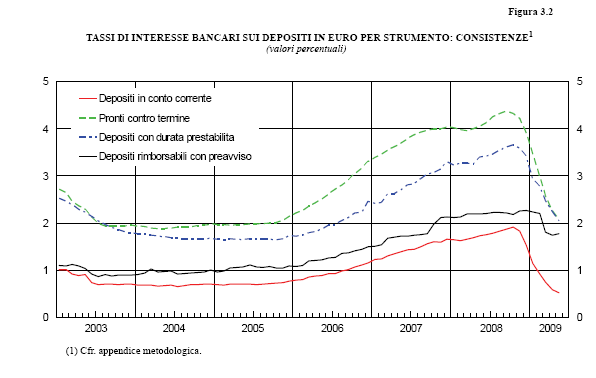 Figura 3.2
TASSI DI INTERESSE BANCARI SUI DEPOSITI IN EURO PER STRUMENTO: CONSISTENZE1
(valori percentuali)
5 5
4 4
3 3
2 2
1 1
0 0
Depositi in conto corrente
Pronti contro termine
Depositi con durata prestabilita
Depositi rimborsabili con preavviso
2003 2004 2005 2006 2007 2008 2009
(1) Cfr. appendice metodologica.